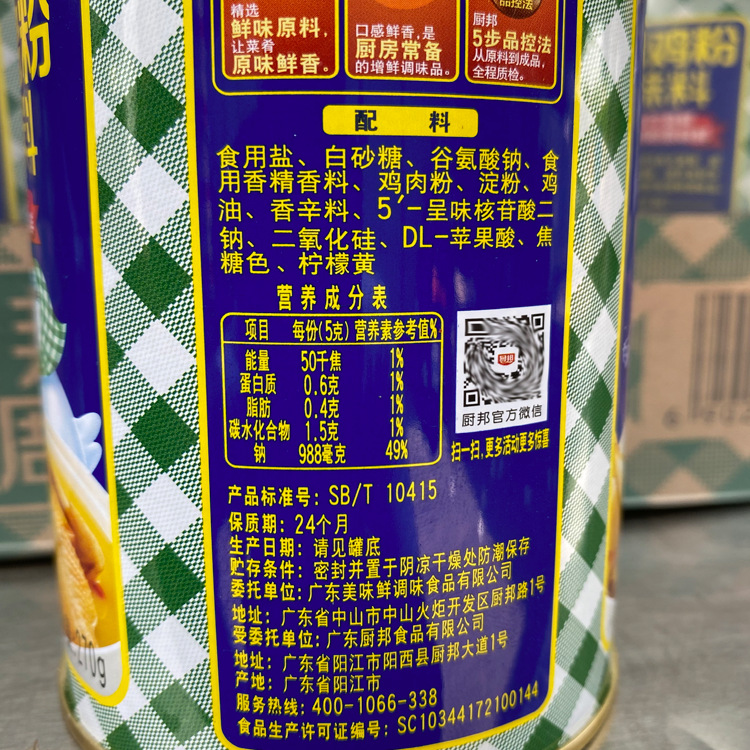 粉
料
精选
鲜味原料,
让菜肴
原味鲜香。
口感鲜香,是
厨房常备
的增鲜调味品。
品控法
厨邦
5步品控法
从原料到成品,
全程质检。
配料
食用盐、白砂糖、谷氨酸钠、食
用香精香料、鸡肉粉、淀粉、鸡
油、香辛料、5′-呈味核苷酸二
钠、二氧化硅、DL-苹果酸、焦
糖色、柠檬黄
营养成分表
项目 每份(5克) 营养素参考值%
能量 50千焦 1%
蛋白质 0.6克 1%
脂肪 0.4克 1%
碳水化合物 1.5克 1%
钠 988毫克 49%
厨邦
厨邦官方微信
扫一扫,更多活动更多惊喜
产品标准号: SB/T 10415
保质期: 24个月
生产日期: 请见罐底
贮存条件: 密封并置于阴凉干燥处防潮保存
委托单位: 广东美味鲜调味食品有限公司
地址: 广东省中山市中山火炬开发区厨邦路1号
受委托单位: 广东厨邦食品有限公司
地址: 广东省阳江市阳西县厨邦大道1号
产地: 广东省阳江市
服务热线: 400-1066-338
食品生产许可证编号: SC10344172100144
270g